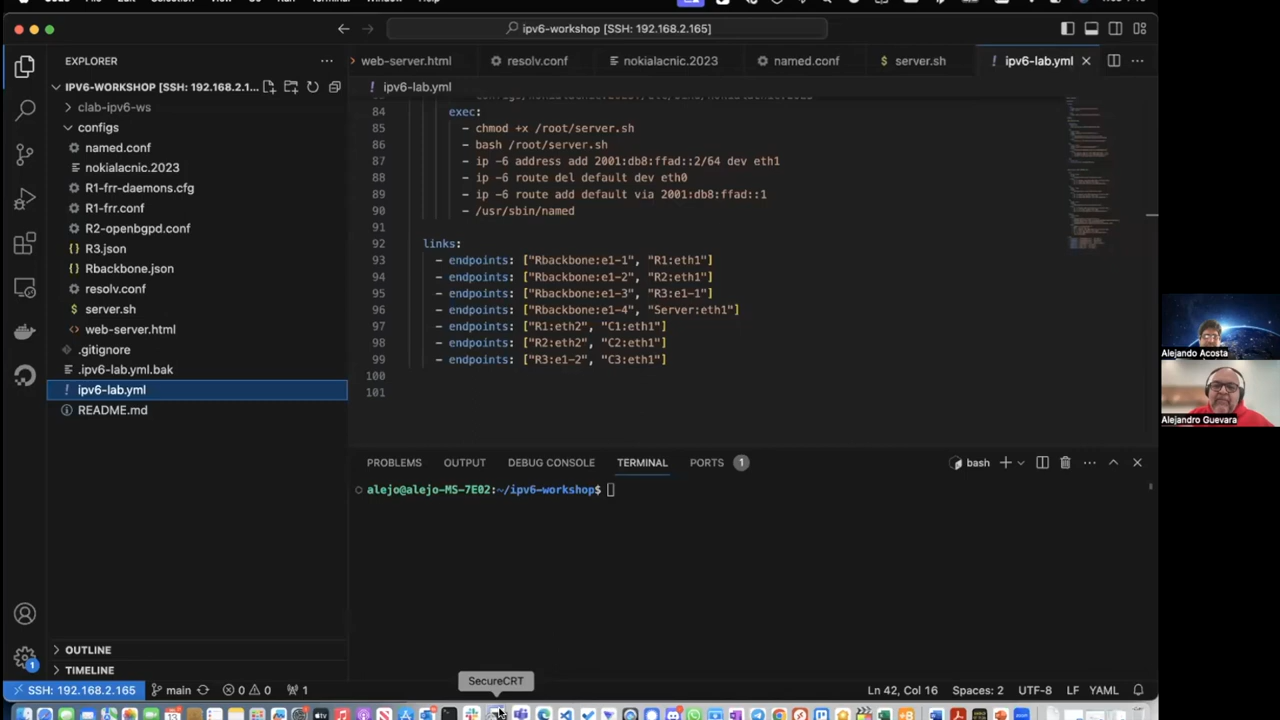 ipv6-workshop [SSH: 192.168.2.165]
EXPLORER
web-server.html
resolv.conf
nokialacnic.2023
named.conf
server.sh
ipv6-lab.yml
IPV6-WORKSHOP [SSH: 192.168.2.1...
ipv6-lab.yml
clab-ipv6-ws
configs
named.conf
nokialacnic.2023
R1-frr-daemons.cfg
R1-frr.conf
R2-openbgpd.conf
R3.json
Rbackbone.json
resolv.conf
server.sh
web-server.html
.gitignore
.ipv6-lab.yml.bak
ipv6-lab.yml
README.md
OUTLINE
TIMELINE
84 exec:
85 - chmod +x /root/server.sh
86 - bash /root/server.sh
87 - ip -6 address add 2001:db8:ffad::2/64 dev eth1
88 - ip -6 route del default dev eth0
89 - ip -6 route add default via 2001:db8:ffad::1
90 - /usr/sbin/named
91
92 links:
93 - endpoints: ["Rbackbone:e1-1", "R1:eth1"]
94 - endpoints: ["Rbackbone:e1-2", "R2:eth1"]
95 - endpoints: ["Rbackbone:e1-3", "R3:e1-1"]
96 - endpoints: ["Rbackbone:e1-4", "Server:eth1"]
97 - endpoints: ["R1:eth2", "C1:eth1"]
98 - endpoints: ["R2:eth2", "C2:eth1"]
99 - endpoints: ["R3:e1-2", "C3:eth1"]
100
101
PROBLEMS OUTPUT DEBUG CONSOLE TERMINAL PORTS 1
bash
alejo@alejo-MS-7E02:~/ipv6-workshop$
Alejando Acosta
Alejandro Guevara
SecureCRT
1
SSH: 192.168.2.165 main 0 0 1 Ln 42, Col 16 Spaces: 2 UTF-8 LF YAML